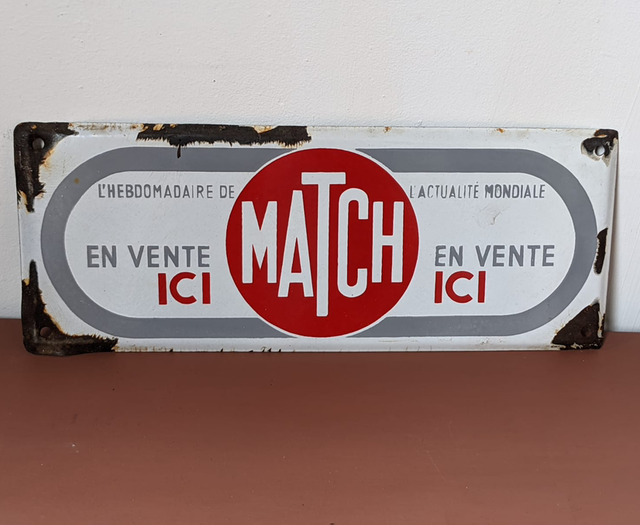 L'HEBDOMADAIRE DE MATCH L'ACTUALITÉ MONDIALE
EN VENTE EN VENTE
ICI ICI